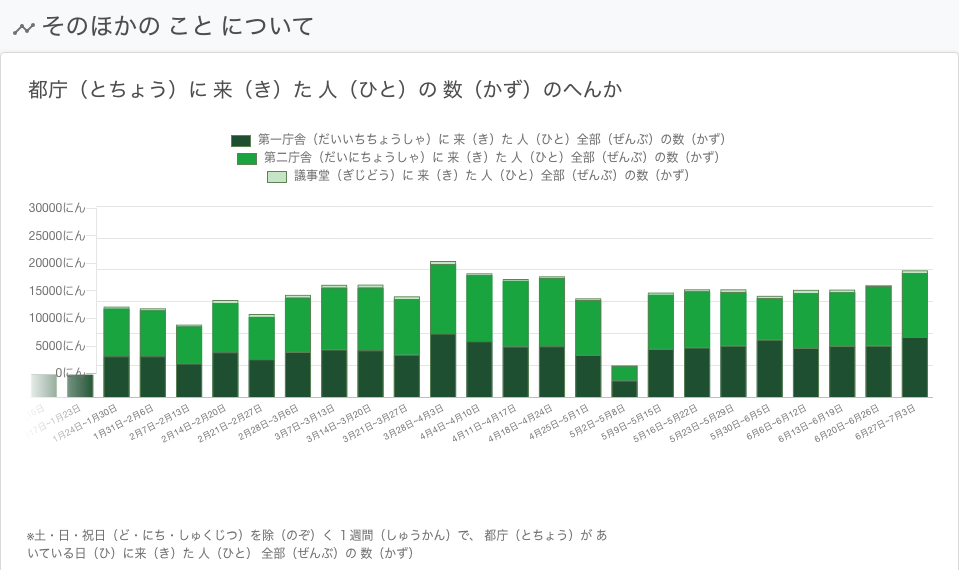 そのほかの こと について
都庁（とちょう）に 来（き）た 人（ひと）の 数（かず）のへんか
第一庁舎（だいいちちょうしゃ）に 来（き）た 人（ひと）全部（ぜんぶ）の数（かず）
第二庁舎（だいにちょうしゃ）に 来（き）た 人（ひと）全部（ぜんぶ）の数（かず）
議事堂（ぎじどう）に 来（き）た 人（ひと）全部（ぜんぶ）の数（かず）
30000にん
25000にん
20000にん
15000にん
10000にん
5000にん
0にん
17日~1月23日
1月24日~1月30日
1月31日~2月6日
2月7日~2月13日
2月14日~2月20日
2月21日~2月27日
2月28日~3月6日
3月7日~3月13日
3月14日~3月20日
3月21日~3月27日
3月28日~4月3日
4月4日~4月10日
4月11日~4月17日
4月18日~4月24日
4月25日~5月1日
5月2日~5月8日
5月9日~5月15日
5月16日~5月22日
5月23日~5月29日
5月30日~6月5日
6月6日~6月12日
6月13日~6月19日
6月20日~6月26日
6月27日~7月3日
※土・日・祝日（ど・にち・しゅくじつ）を除（のぞ）く 1 週間（しゅうかん）で、 都庁（とちょう）が あ
いている日（ひ）に来（き）た 人（ひと） 全部（ぜんぶ）の 数（かず）